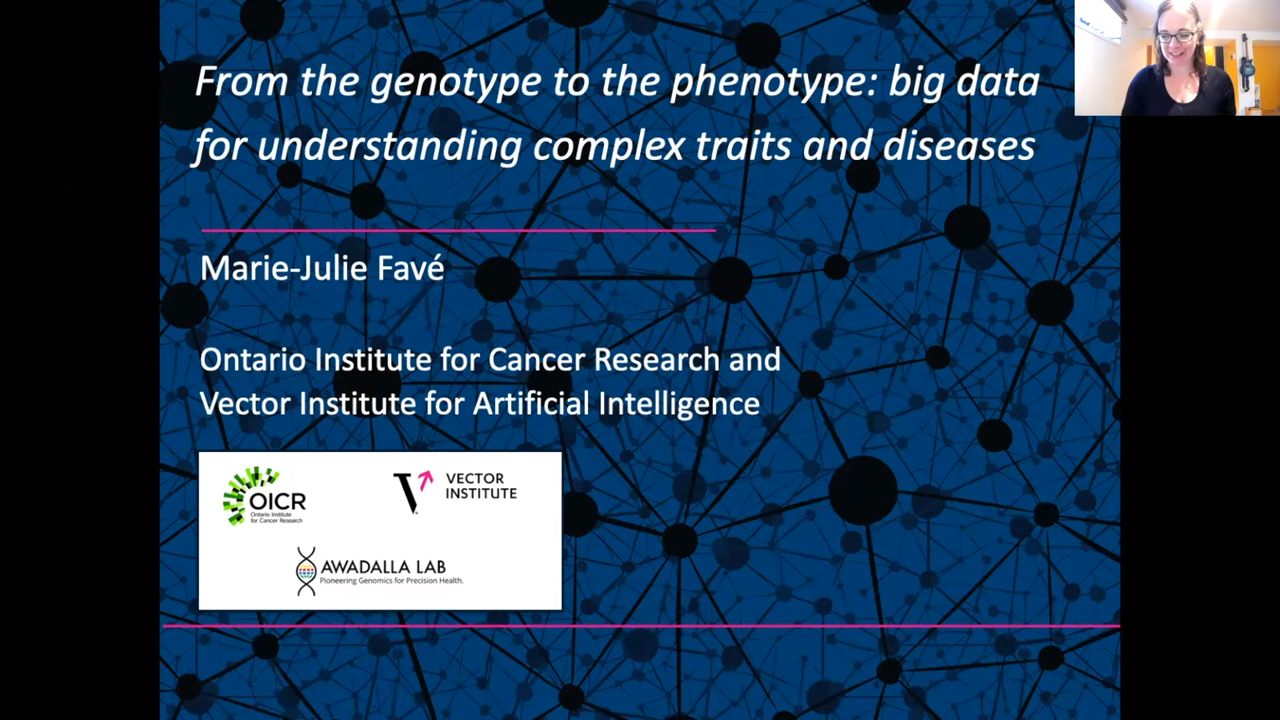 From the genotype to the phenotype: big data
for understanding complex traits and diseases
Marie-Julie Favé
Ontario Institute for Cancer Research and
Vector Institute for Artificial Intelligence
OICR
Ontario Institute
for Cancer Research
VECTOR
INSTITUTE
AWADALLA LAB
Pioneering Genomics for Precision Health.